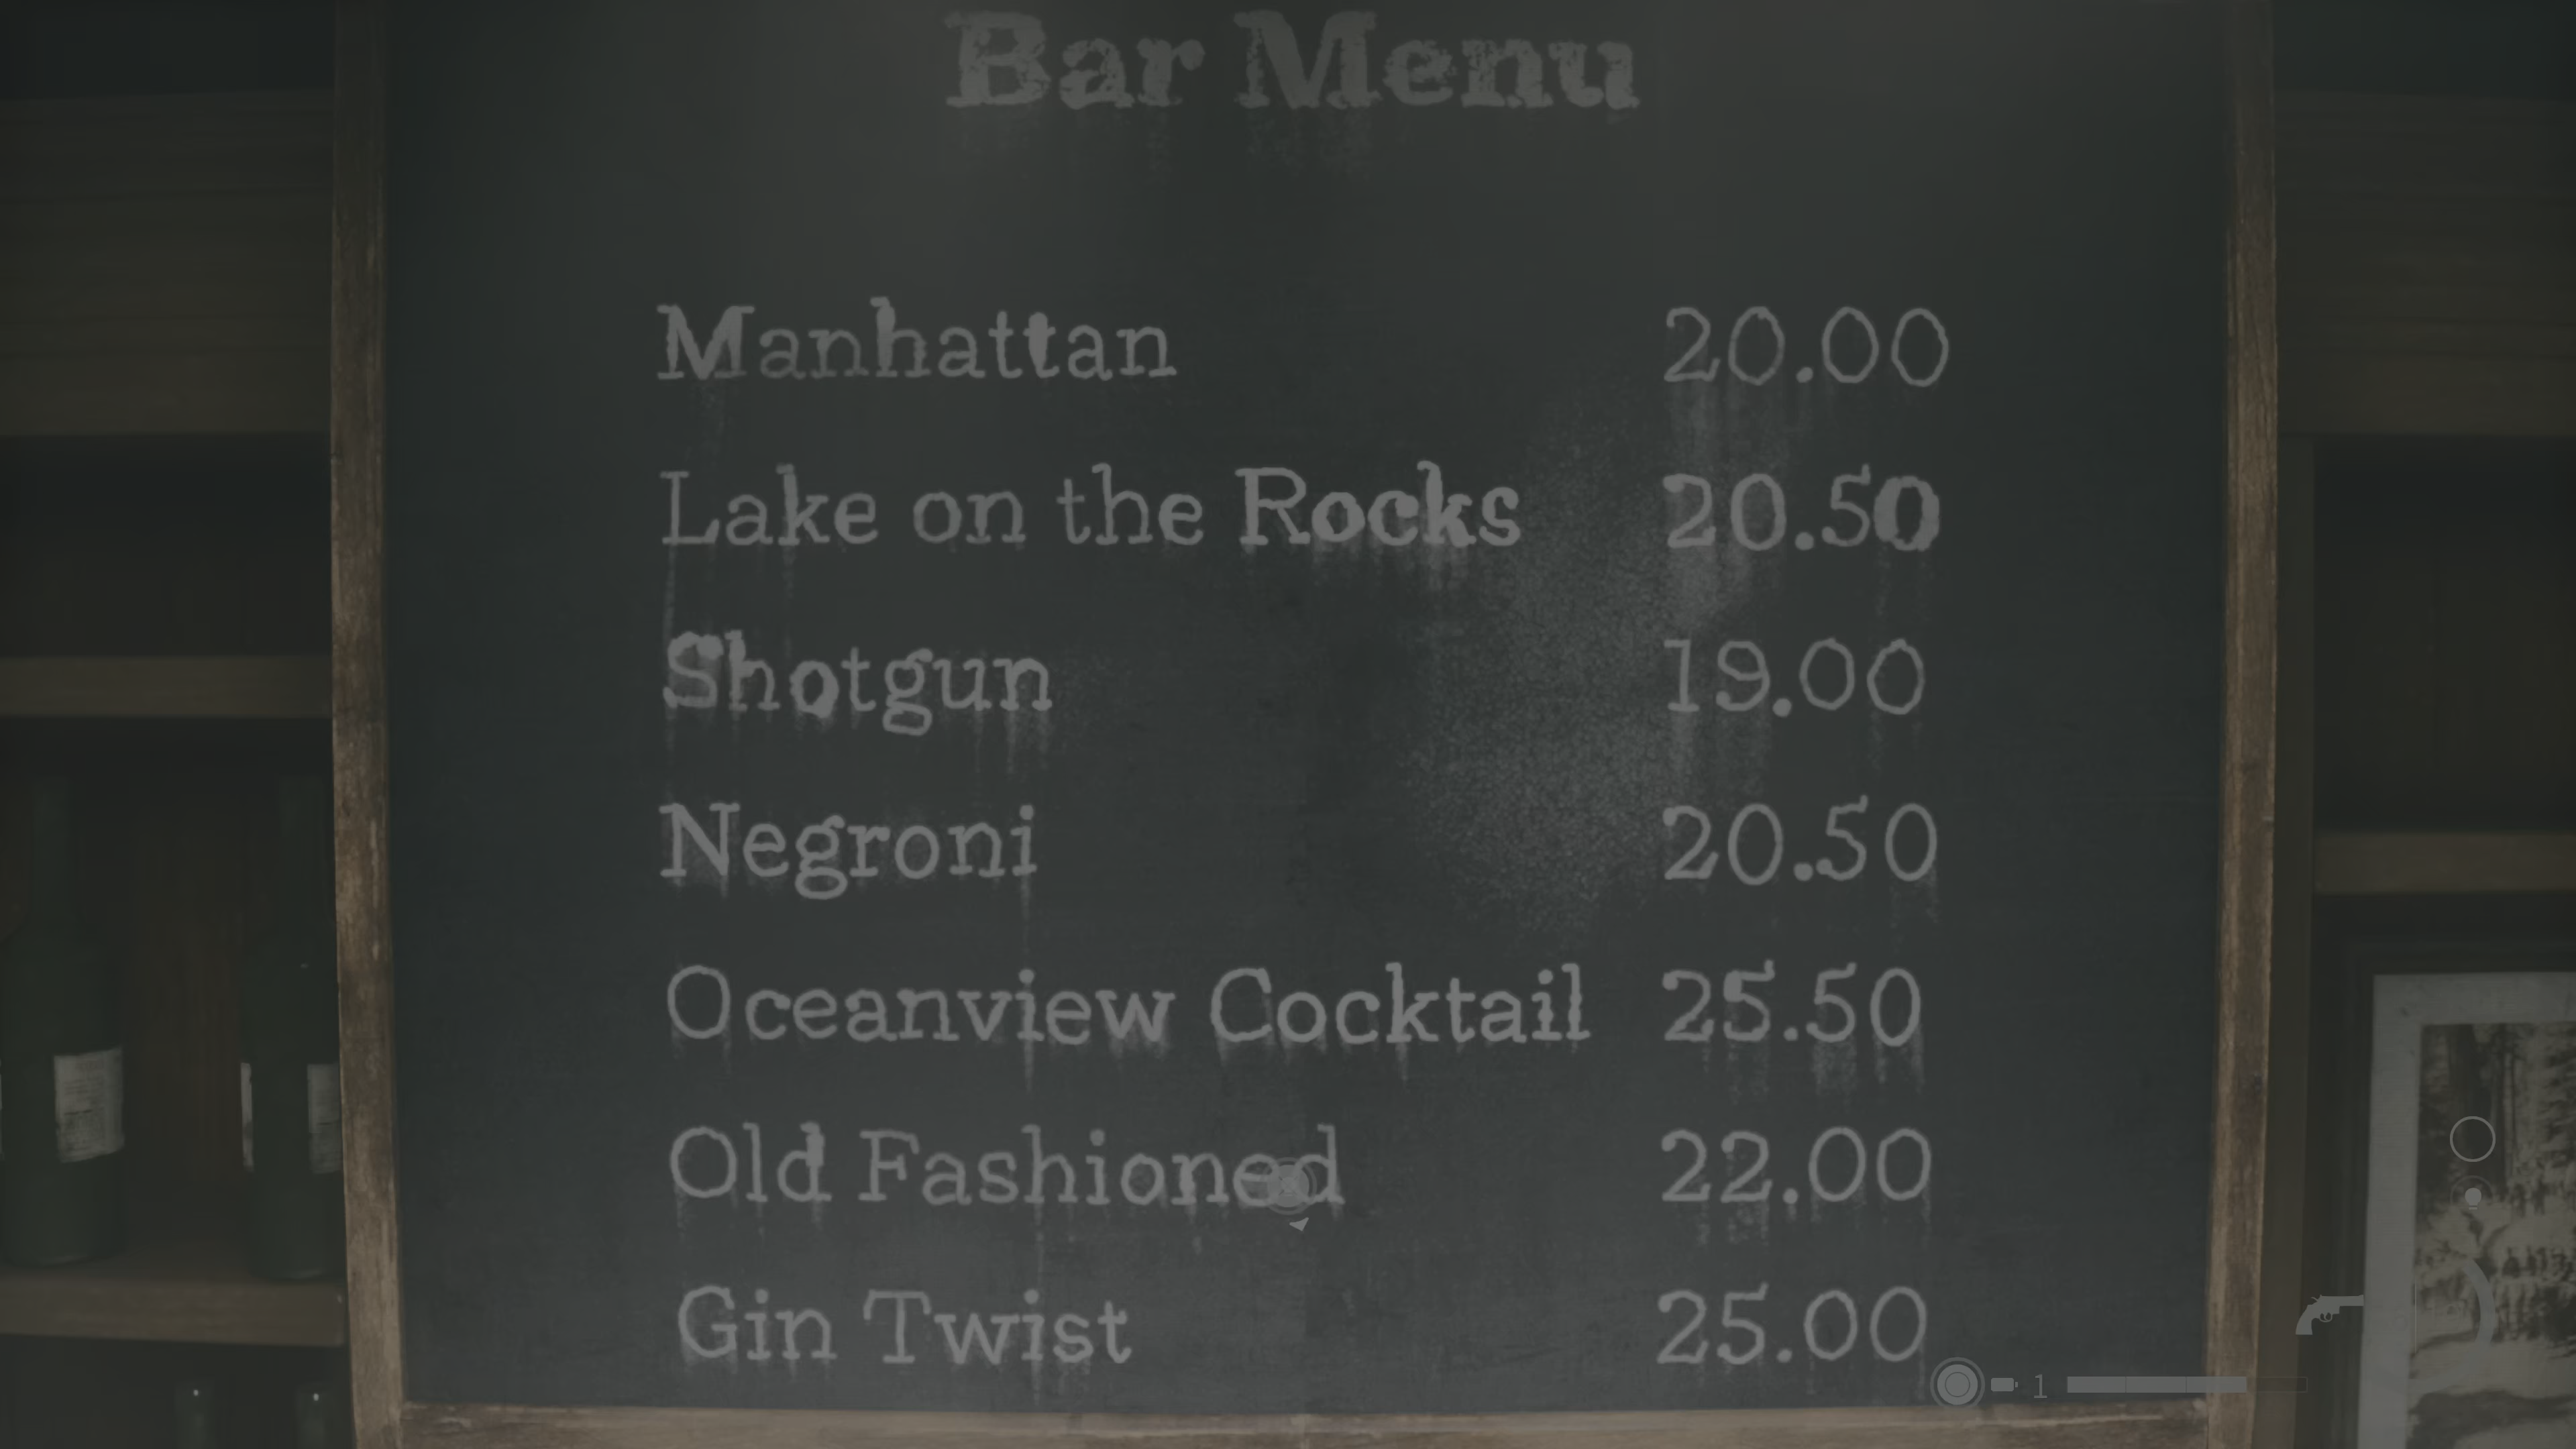 Bar Menu
Manhattan 20.00
Lake on the Rocks 20.50
Shotgun 19.00
Negroni 20.50
Oceanview Cocktail 25.50
Old Fashioned 22.00
Gin Twist 25.00
1